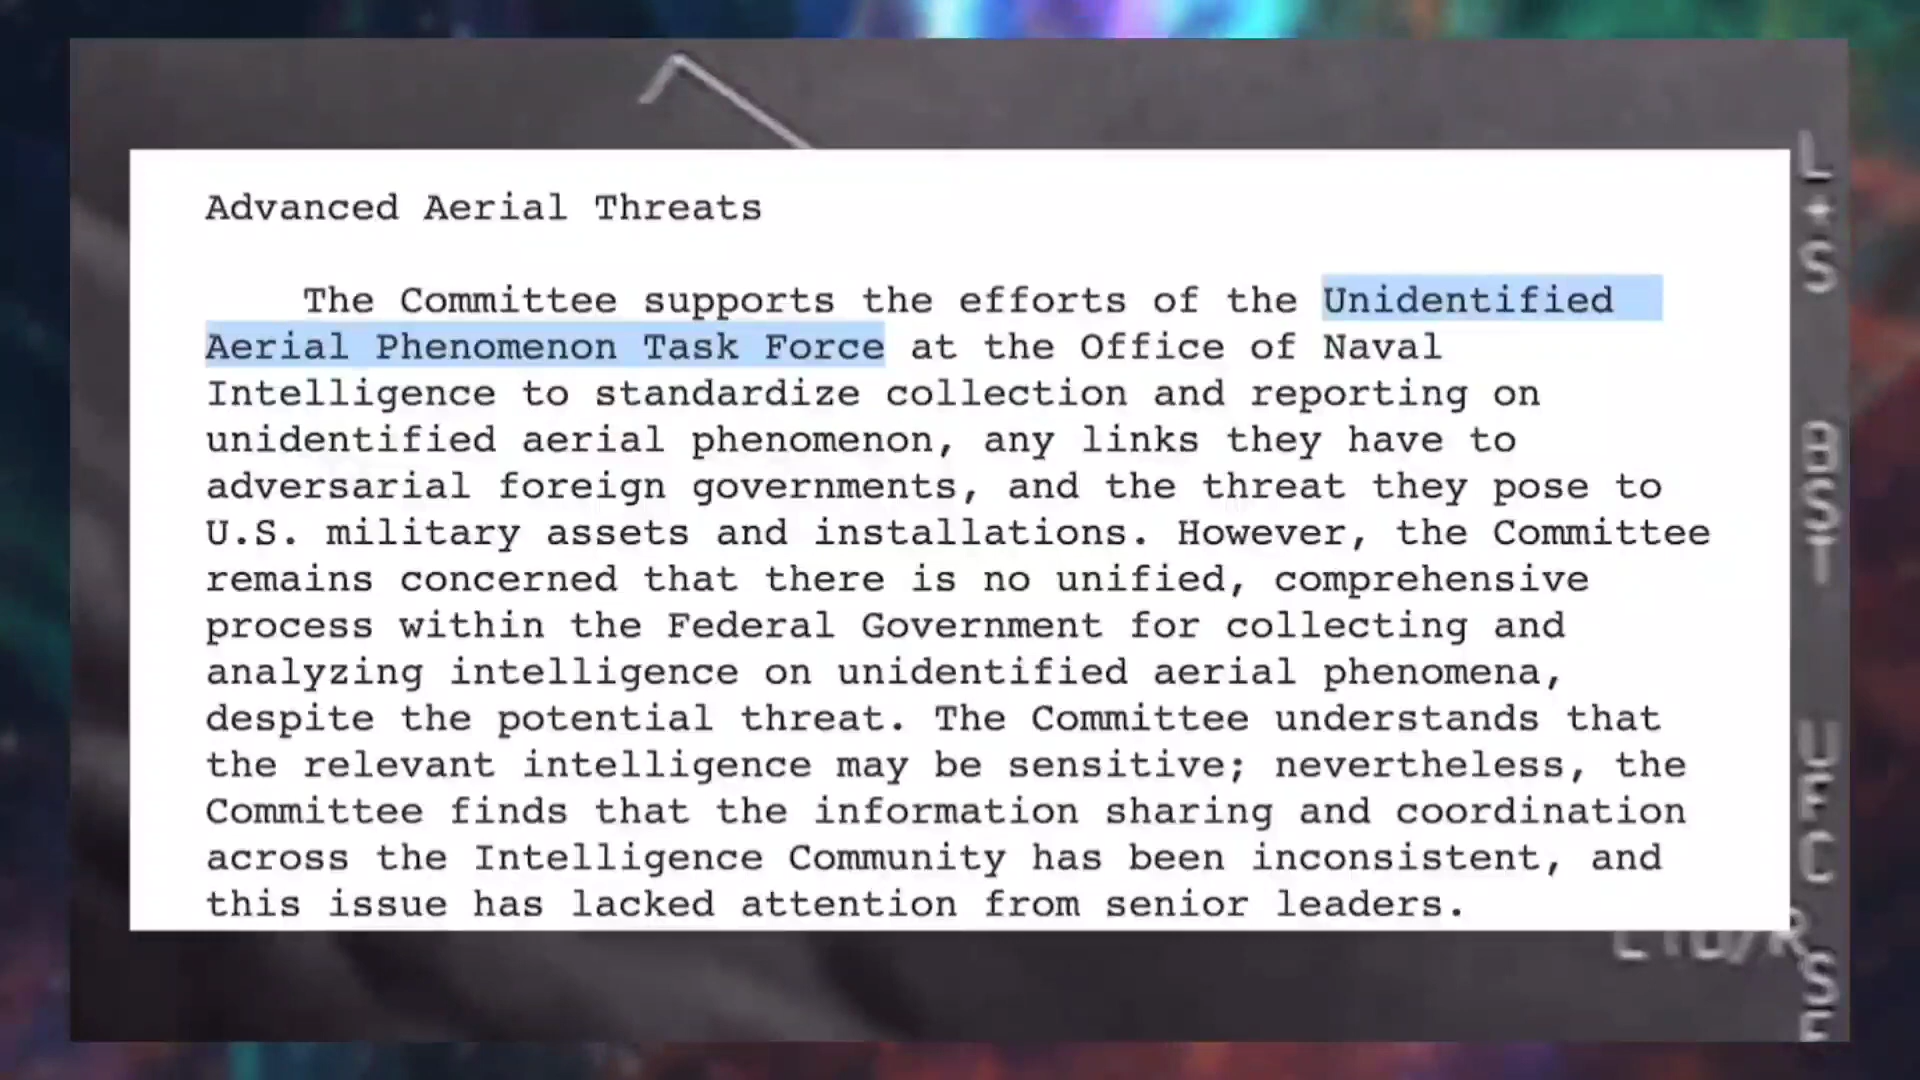 Advanced Aerial Threats
The Committee supports the efforts of the Unidentified
Aerial Phenomenon Task Force at the Office of Naval
Intelligence to standardize collection and reporting on
unidentified aerial phenomenon, any links they have to
adversarial foreign governments, and the threat they pose to
U.S. military assets and installations. However, the Committee
remains concerned that there is no unified, comprehensive
process within the Federal Government for collecting and
analyzing intelligence on unidentified aerial phenomena,
despite the potential threat. The Committee understands that
the relevant intelligence may be sensitive; nevertheless, the
Committee finds that the information sharing and coordination
across the Intelligence Community has been inconsistent, and
this issue has lacked attention from senior leaders.
L+S
BST
UFC